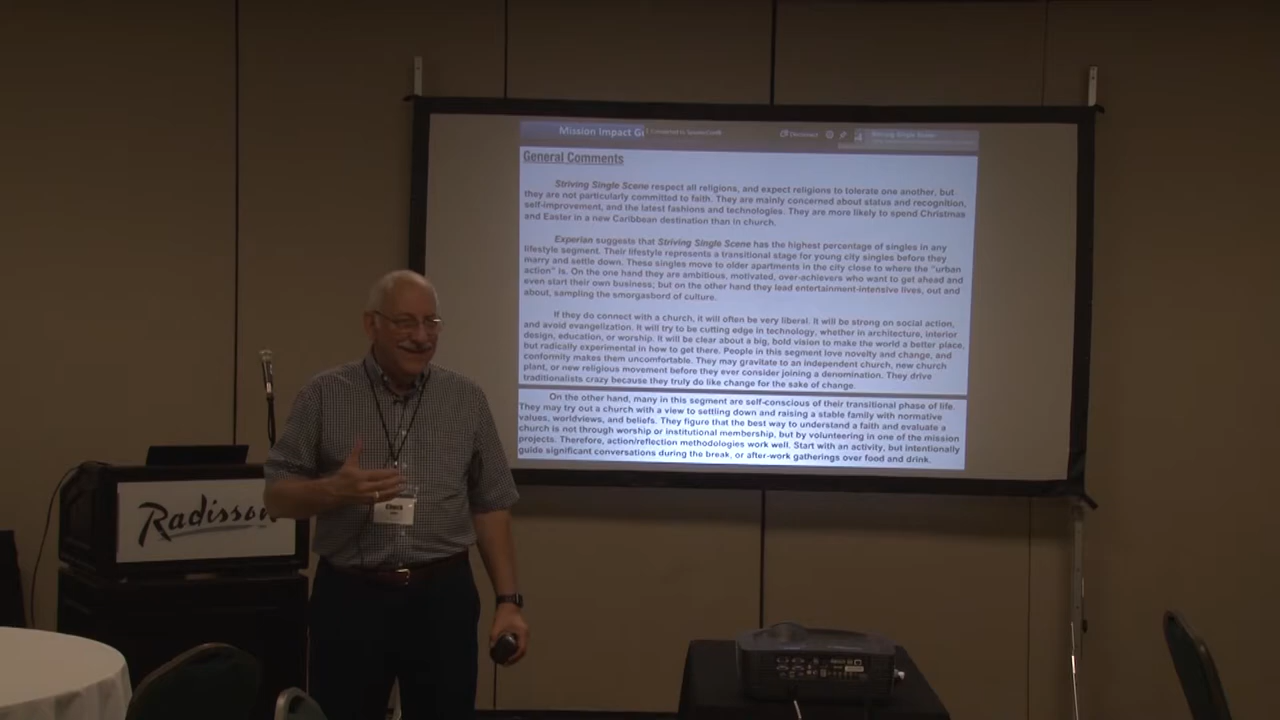 Mission Impact Gu
Striving Single Scene
General Comments
Striving Single Scene respect all religions, and expect religions to tolerate one another, but
they are not particularly committed to faith. They are mainly concerned about status and recognition,
self-improvement, and the latest fashions and technologies. They are more likely to spend Christmas
and Easter in a new Caribbean destination than in church.
Experian suggests that Striving Single Scene has the highest percentage of singles in any
lifestyle segment. Their lifestyle represents a transitional stage for young city singles before they
marry and settle down. These singles move to older apartments in the city close to where the "urban
action" is. On the one hand they are ambitious, motivated, over-achievers who want to get ahead and
even start their own business; but on the other hand they lead entertainment-intensive lives, out and
about, sampling the smorgasbord of culture.
If they do connect with a church, it will often be very liberal. It will be strong on social action,
and avoid evangelization. It will try to be cutting edge in technology, whether in architecture, interior
design, education, or worship. It will be clear about a big, bold vision to make the world a better place,
but radically experimental in how to get there. People in this segment love novelty and change, and
conformity makes them uncomfortable. They may gravitate to an independent church, new church
plant, or new religious movement before they ever consider joining a denomination. They drive
traditionalists crazy because they truly do like change for the sake of change.
On the other hand, many in this segment are self-conscious of their transitional phase of life.
They may try out a church with a view to settling down and raising a stable family with normative
values, worldviews, and beliefs. They figure that the best way to understand a faith and evaluate a
church is not through worship or institutional membership, but by volunteering in one of the mission
projects. Therefore, action/reflection methodologies work well. Start with an activity, but intentionally
guide significant conversations during the break, or after-work gatherings over food and drink.
Radisson
Chuck